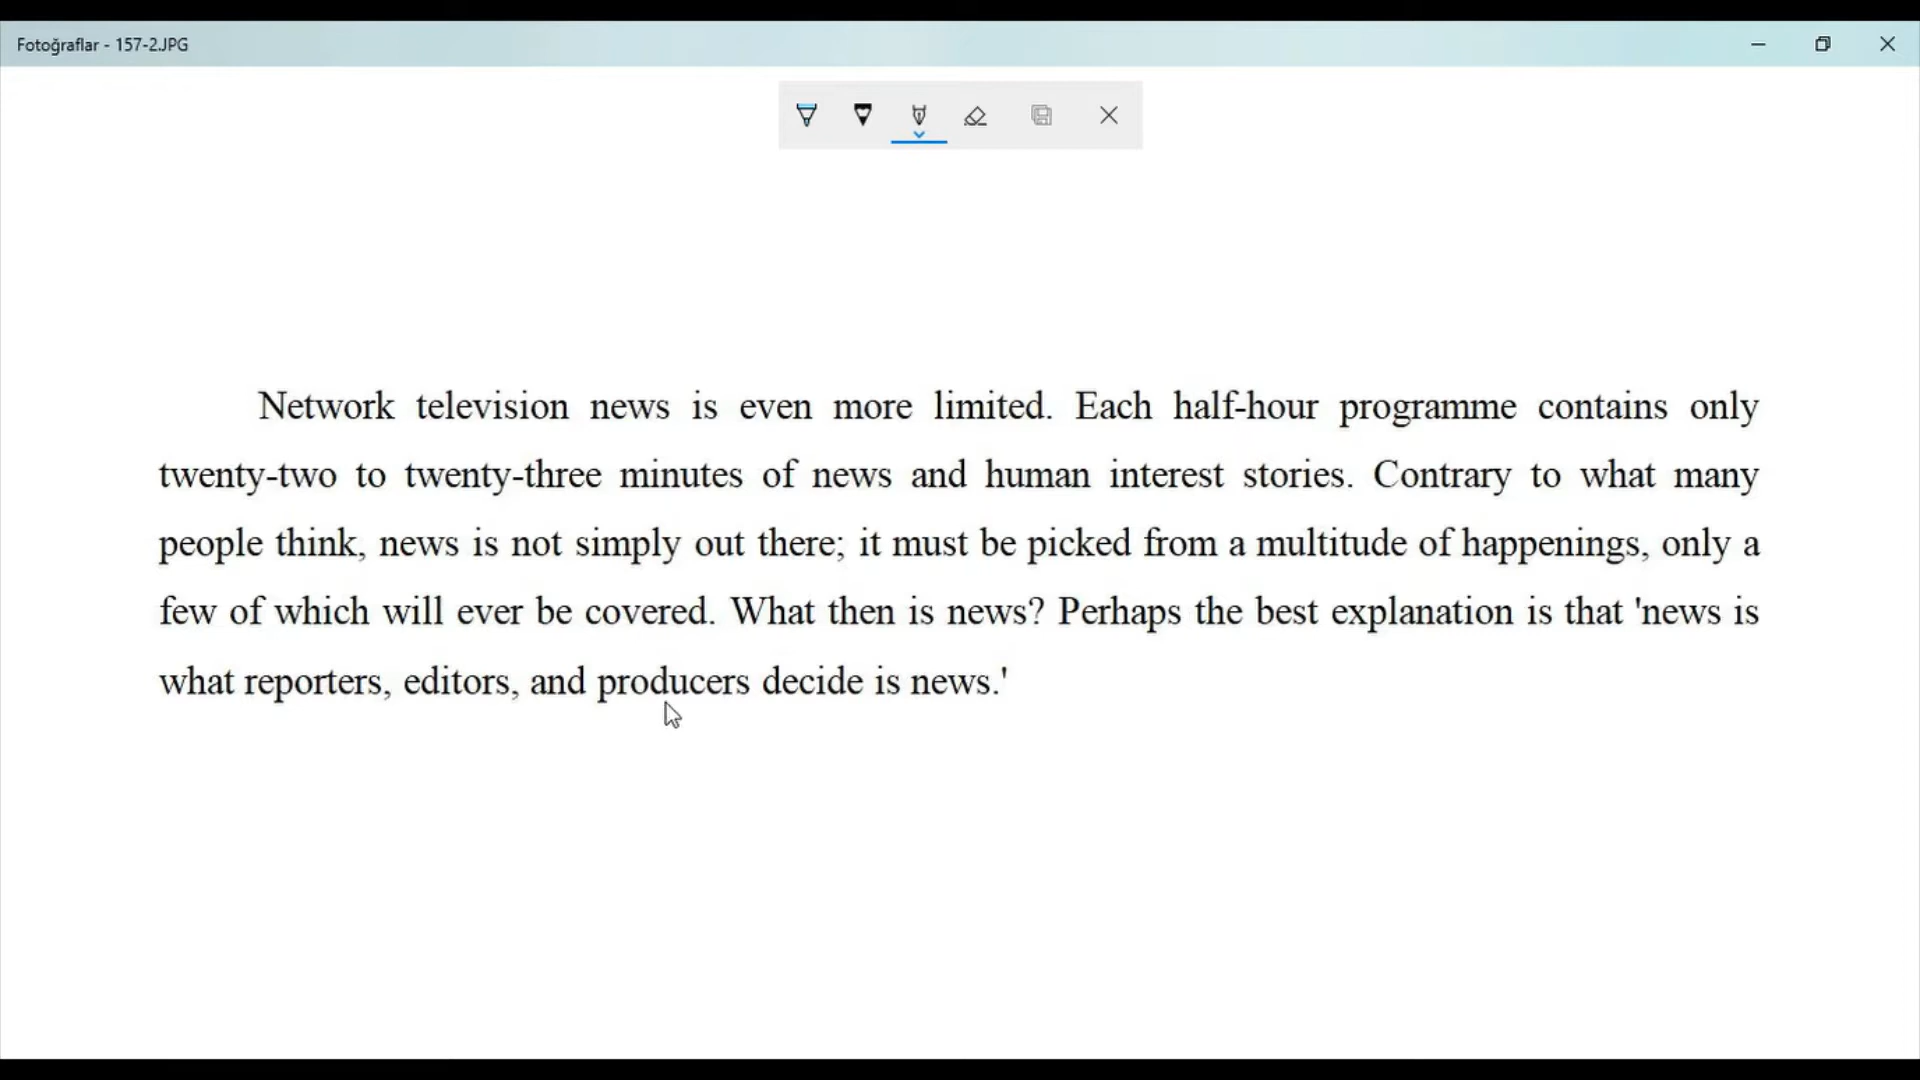 Fotoğraflar - 157-2.JPG
Network television news is even more limited. Each half-hour programme contains only
twenty-two to twenty-three minutes of news and human interest stories. Contrary to what many
people think, news is not simply out there; it must be picked from a multitude of happenings, only a
few of which will ever be covered. What then is news? Perhaps the best explanation is that 'news is
what reporters, editors, and producers decide is news.'